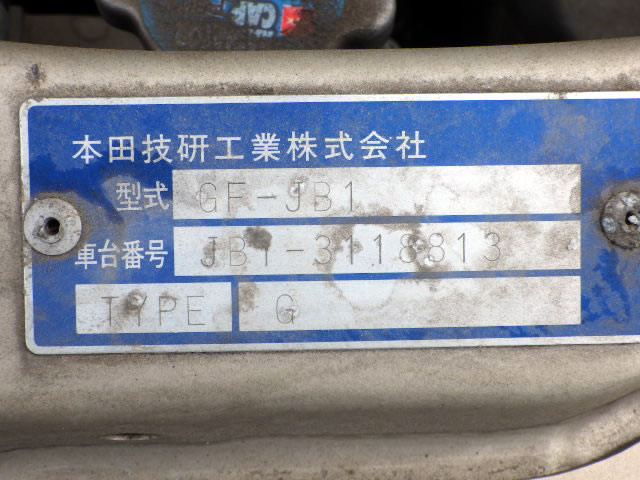 CAP
本田技研工業株式会社
型式 GF-JB1
車台番号 JB1-3118813
TYPE G